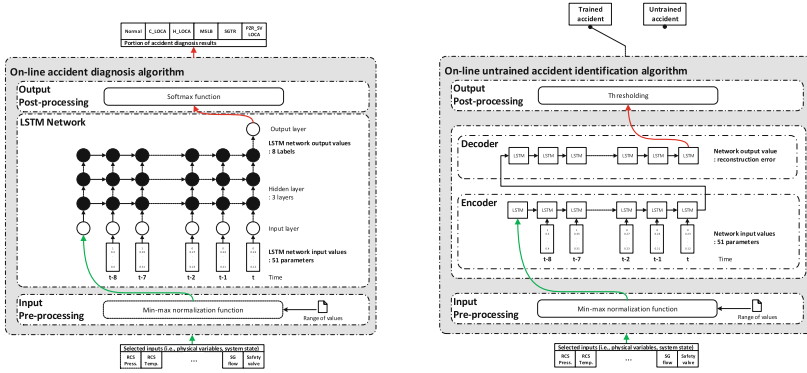 Normal C_LOCA H_LOCA MSLB SGTR PZR_SV LOCA
Portion of accident diagnosis results
On-line accident diagnosis algorithm
Output
Post-processing
Softmax function
LSTM Network
Output layer
LSTM network output values
: 8 Labels
Hidden layer
: 3 layers
Input layer
LSTM network input values
: 51 parameters
t-8 t-7 t-2 t-1 t Time
Input
Pre-processing
Min-max normalization function
Range of values
Selected inputs (i.e., physical variables, system state)
RCS Press. RCS Temp. ... SG flow Safety valve
Trained accident
Untrained accident
On-line untrained accident identification algorithm
Output
Post-processing
Thresholding
Decoder
LSTM LSTM LSTM LSTM LSTM LSTM
Network output value
: reconstruction error
Encoder
LSTM LSTM LSTM LSTM LSTM LSTM
Network input values
: 51 parameters
t-8 t-7 t-2 t-1 t Time
Input
Pre-processing
Min-max normalization function
Range of values
Selected inputs (i.e., physical variables, system state)
RCS Press. RCS Temp. ... SG flow Safety valve